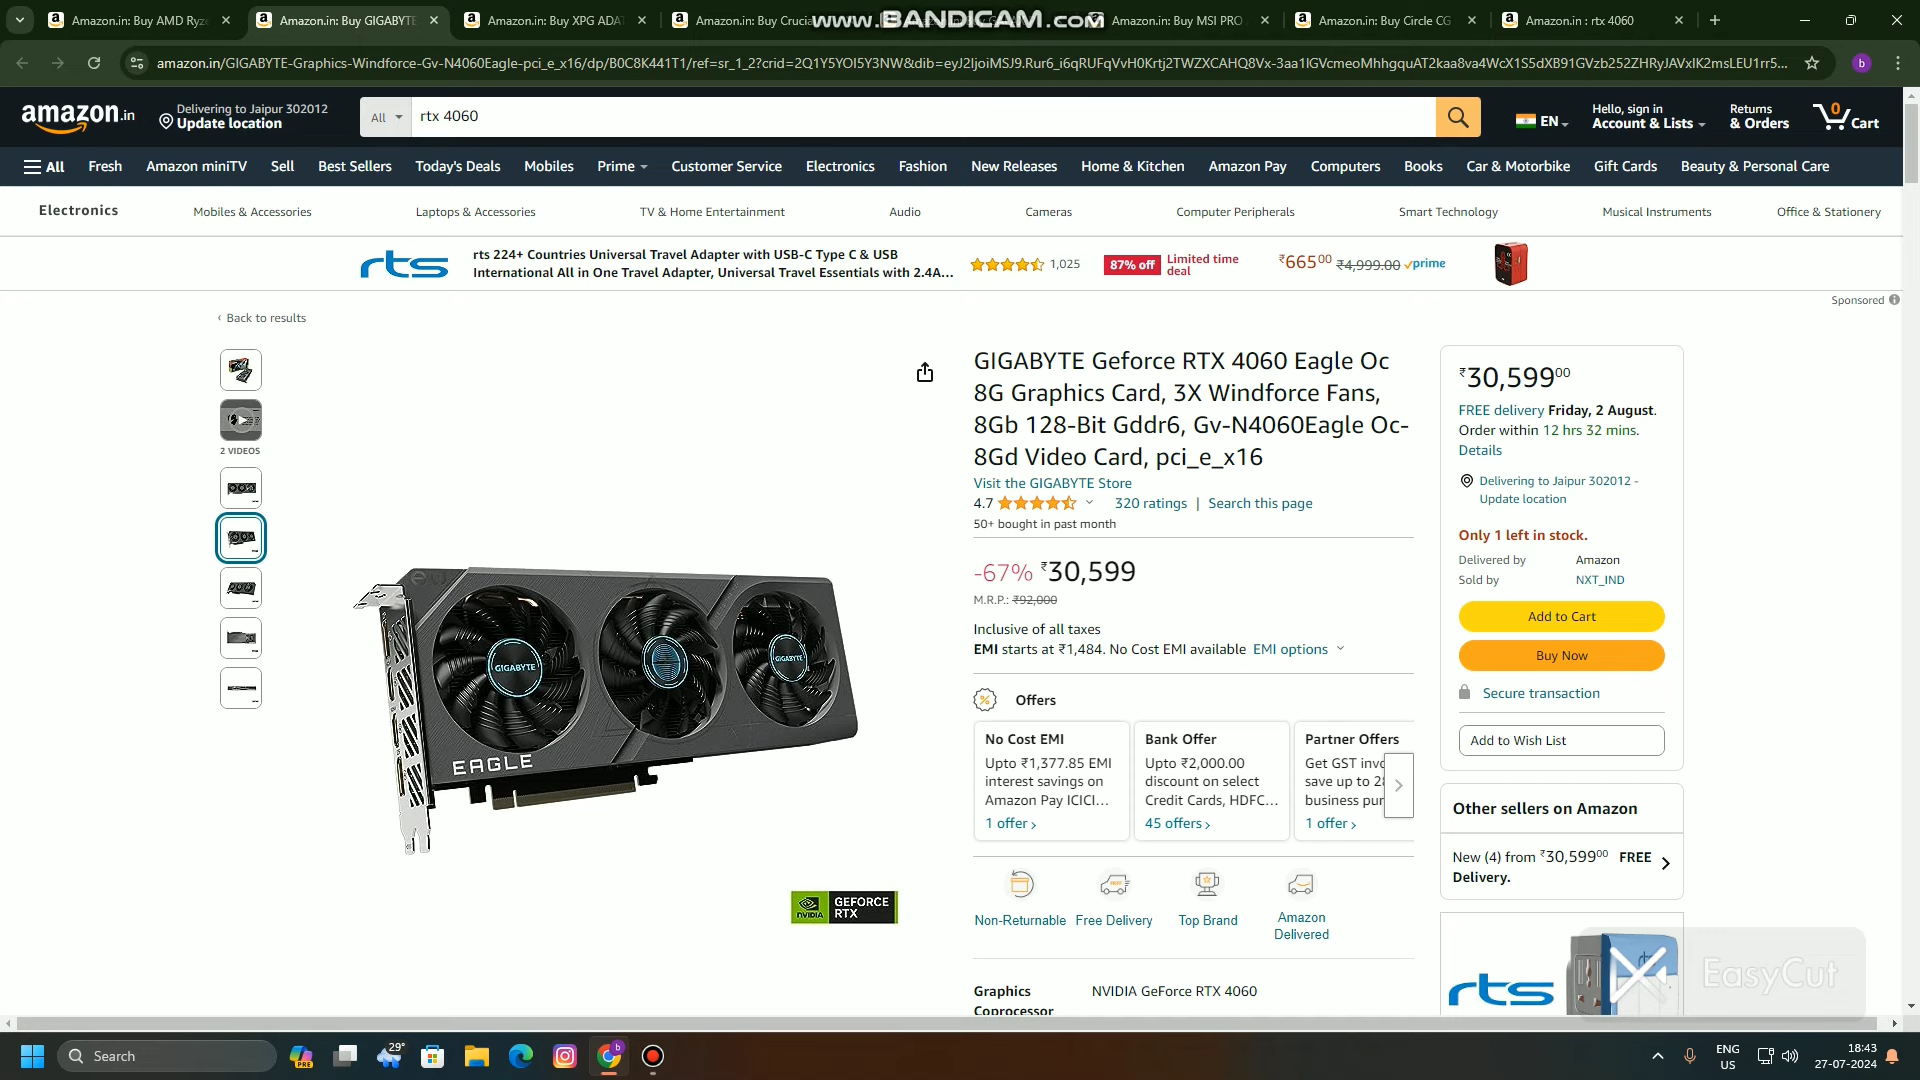 Amazon.in: Buy AMD Ryze
Amazon.in: Buy GIGABYTE
Amazon.in: Buy XPG ADAT
Amazon.in: Buy Crucia
www.BANDICAM.com
Amazon.in: Buy MSI PRO
Amazon.in: Buy Circle CG
Amazon.in : rtx 4060
amazon.in/GIGABYTE-Graphics-Windforce-Gv-N4060Eagle-pci_e_x16/dp/B0C8K441T1/ref=sr_1_2?crid=2Q1Y5YOI5Y3NW&dib=eyJ2IjoiMSJ9.Rur6_i6qRUFqVvH0Krtj2TWZXCAHQ8Vx-3aa1lGVcmeoMhhgquAT2kaa8va4WcX1S5dXB91GVzb252ZHRyJAVxlK2msLEU1rr5...
b
amazon.in
Delivering to Jaipur 302012
Update location
All
rtx 4060
EN
Hello, sign in
Account & Lists
Returns
& Orders
0
Cart
All
Fresh
Amazon miniTV
Sell
Best Sellers
Today's Deals
Mobiles
Prime
Customer Service
Electronics
Fashion
New Releases
Home & Kitchen
Amazon Pay
Computers
Books
Car & Motorbike
Gift Cards
Beauty & Personal Care
Electronics
Mobiles & Accessories
Laptops & Accessories
TV & Home Entertainment
Audio
Cameras
Computer Peripherals
Smart Technology
Musical Instruments
Office & Stationery
rts
rts 224+ Countries Universal Travel Adapter with USB-C Type C & USB
International All in One Travel Adapter, Universal Travel Essentials with 2.4A...
1,025
87% off
Limited time
deal
₹665⁰⁰ ₹4,999.00 prime
Sponsored
‹ Back to results
2 VIDEOS
GIGABYTE
GIGABYTE
EAGLE
NVIDIA
GEFORCE
RTX
GIGABYTE Geforce RTX 4060 Eagle Oc
8G Graphics Card, 3X Windforce Fans,
8Gb 128-Bit Gddr6, Gv-N4060Eagle Oc-
8Gd Video Card, pci_e_x16
Visit the GIGABYTE Store
4.7
320 ratings | Search this page
50+ bought in past month
-67% ₹30,599
M.R.P.: ₹92,000
Inclusive of all taxes
EMI starts at ₹1,484. No Cost EMI available EMI options
Offers
No Cost EMI
Upto ₹1,377.85 EMI
interest savings on
Amazon Pay ICICI...
1 offer ›
Bank Offer
Upto ₹2,000.00
discount on select
Credit Cards, HDFC...
45 offers ›
Partner Offers
Get GST invo
save up to 28
business pur
1 offer ›
Non-Returnable
Free Delivery
Top Brand
Amazon
Delivered
Graphics
Coprocessor
NVIDIA GeForce RTX 4060
₹30,599⁰⁰
FREE delivery Friday, 2 August.
Order within 12 hrs 32 mins.
Details
Delivering to Jaipur 302012 -
Update location
Only 1 left in stock.
Delivered by Amazon
Sold by NXT_IND
Add to Cart
Buy Now
Secure transaction
Add to Wish List
Other sellers on Amazon
New (4) from ₹30,599⁰⁰ FREE
Delivery.
rts
EasyCut
Search
PRE
29°
b
ENG
US
18:43
27-07-2024